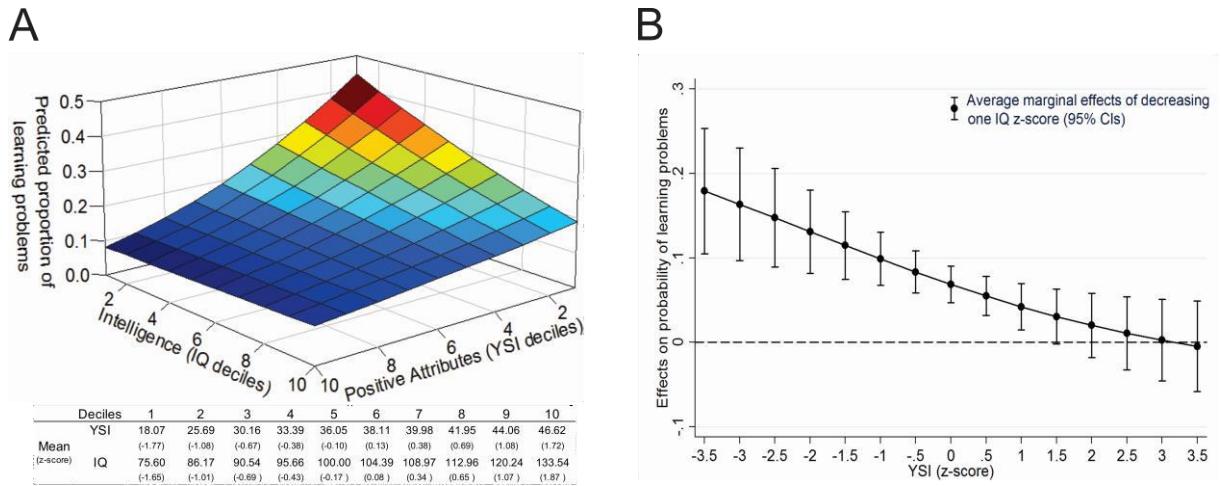 A
Predicted proportion of
learning problems
0.5
0.4
0.3
0.2
0.1
0.0
2
4
6
8
10
Intelligence (IQ deciles)
10
8
6
4
2
Positive Attributes (YSI deciles)
Deciles 1 2 3 4 5 6 7 8 9 10
YSI 18.07 25.69 30.16 33.39 36.05 38.11 39.98 41.95 44.06 46.62
Mean (-1.77) (-1.08) (-0.67) (-0.38) (-0.10) (0.13) (0.38) (0.69) (1.08) (1.72)
(z-score) IQ 75.60 86.17 90.54 95.66 100.00 104.39 108.97 112.96 120.24 133.54
(-1.65) (-1.01) (-0.69 ) (-0.43) (-0.17 ) (0.08 ) (0.34 ) (0.65 ) (1.07 ) (1.87 )
B
Effects on probability of learning problems
.3
.2
.1
0
-.1
Average marginal effects of decreasing
one IQ z-score (95% CIs)
-3.5 -3 -2.5 -2 -1.5 -1 -.5 0 .5 1 1.5 2 2.5 3 3.5
YSI (z-score)